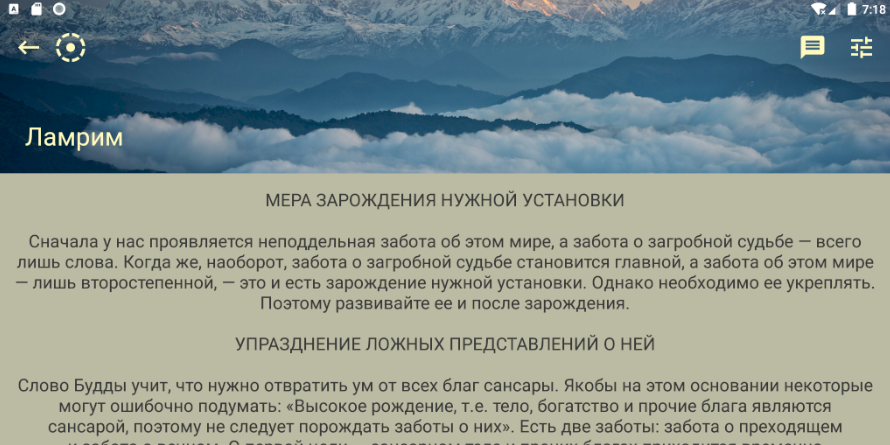 7:18
Ламрим
МЕРА ЗАРОЖДЕНИЯ НУЖНОЙ УСТАНОВКИ
Сначала у нас проявляется неподдельная забота об этом мире, а забота о загробной судьбе — всего
лишь слова. Когда же, наоборот, забота о загробной судьбе становится главной, а забота об этом мире
— лишь второстепенной, — это и есть зарождение нужной установки. Однако необходимо ее укреплять.
Поэтому развивайте ее и после зарождения.
УПРАЗДНЕНИЕ ЛОЖНЫХ ПРЕДСТАВЛЕНИЙ О НЕЙ
Слово Будды учит, что нужно отвратить ум от всех благ сансары. Якобы на этом основании некоторые
могут ошибочно подумать: «Высокое рождение, т.е. тело, богатство и прочие блага являются
сансарой, поэтому не следует порождать заботы о них». Есть две заботы: забота о преходящем